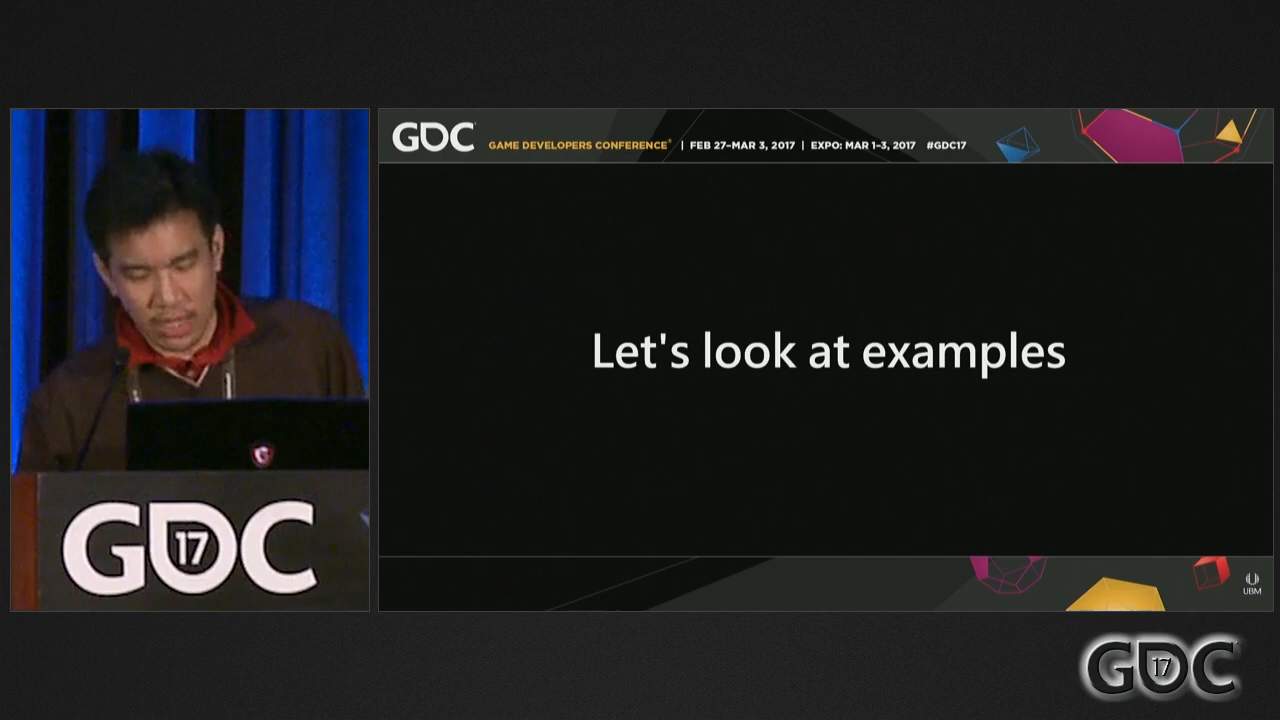 GDC
GAME DEVELOPERS CONFERENCE® | FEB 27–MAR 3, 2017 | EXPO: MAR 1–3, 2017 #GDC17
Let's look at examples
GDC
17
UBM
GDC
17